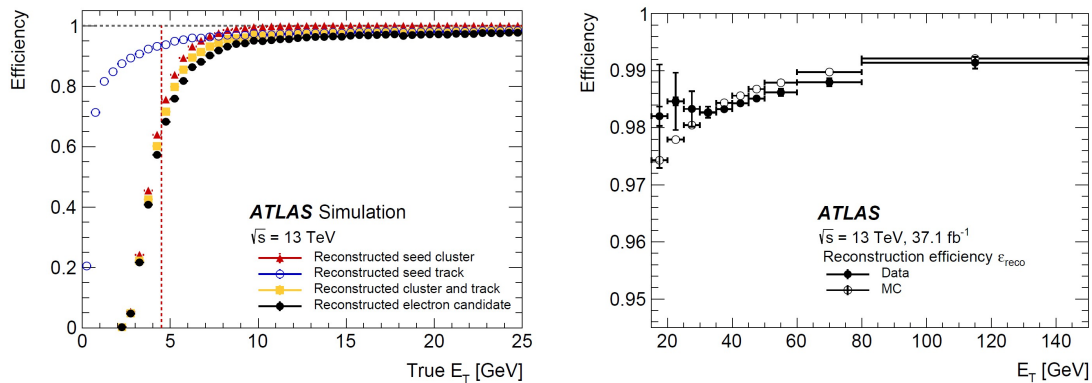 Efficiency
1
0.8
0.6
0.4
0.2
0
ATLAS Simulation
√s = 13 TeV
Reconstructed seed cluster
Reconstructed seed track
Reconstructed cluster and track
Reconstructed electron candidate
0 5 10 15 20 25
True E_T [GeV]
Efficiency
1
0.99
0.98
0.97
0.96
0.95
ATLAS
√s = 13 TeV, 37.1 fb⁻¹
Reconstruction efficiency ε_reco
Data
MC
20 40 60 80 100 120 140
E_T [GeV]